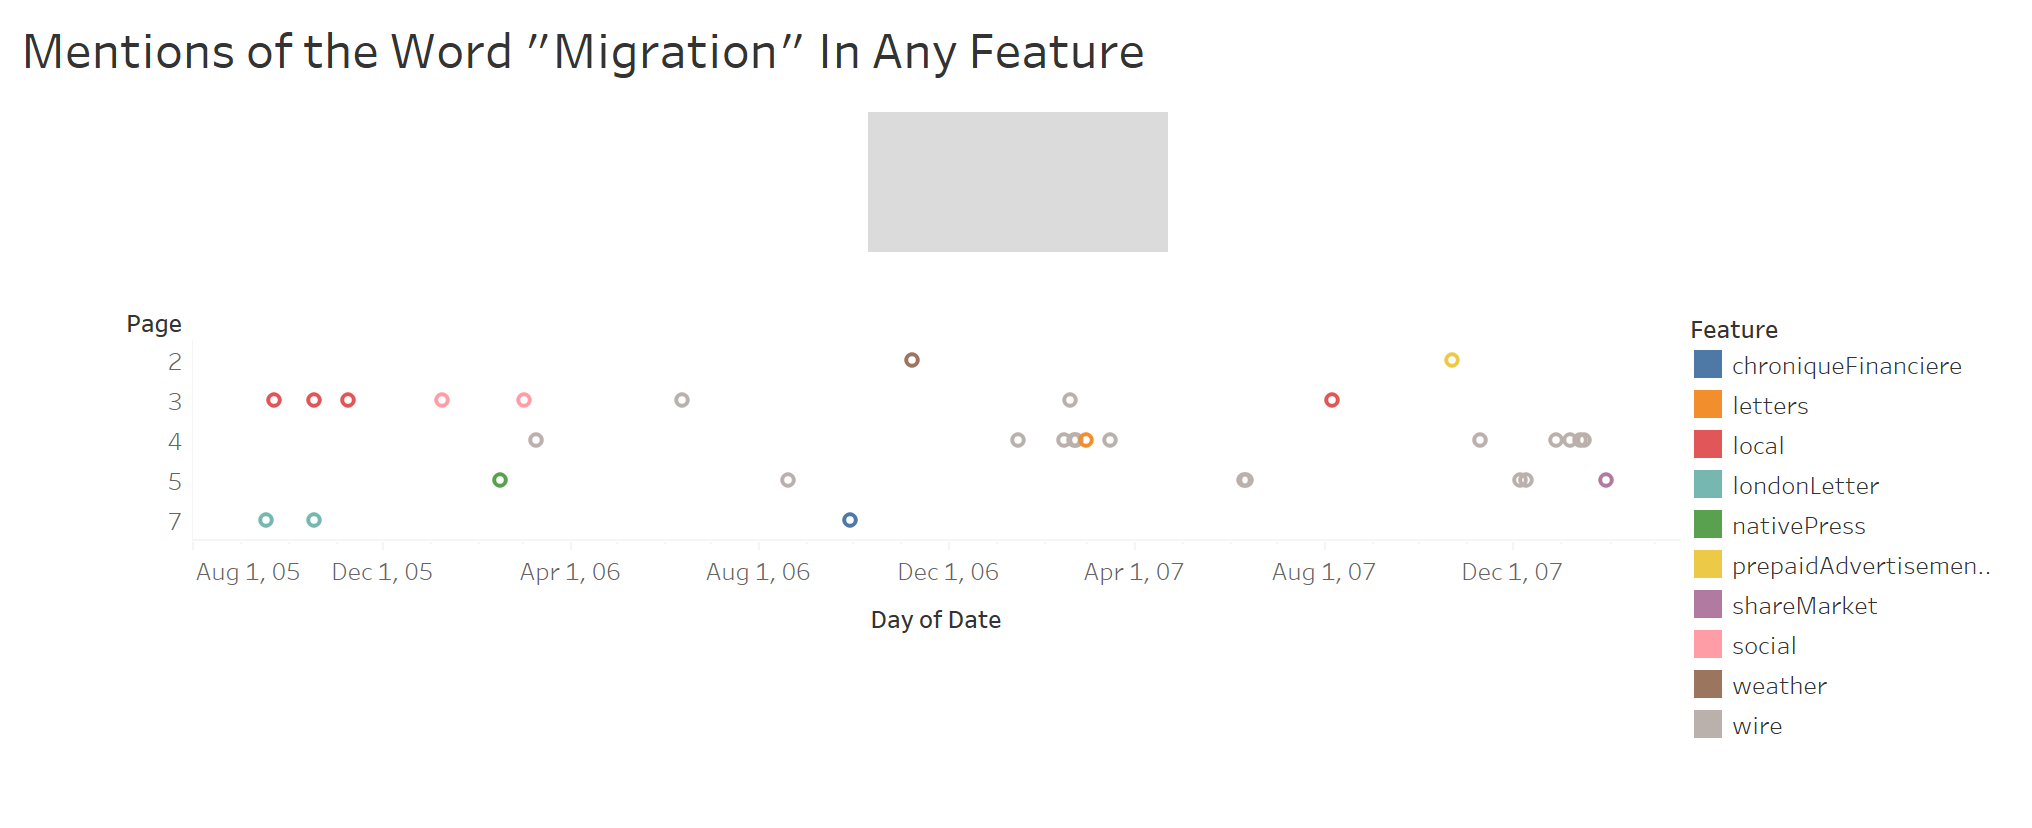 Mentions of the Word "Migration" In Any Feature
Page
2
3
4
5
7
Aug 1, 05 Dec 1, 05 Apr 1, 06 Aug 1, 06 Dec 1, 06 Apr 1, 07 Aug 1, 07 Dec 1, 07
Day of Date
Feature
chroniqueFinanciere
letters
local
londonLetter
nativePress
prepaidAdvertisemen..
shareMarket
social
weather
wire